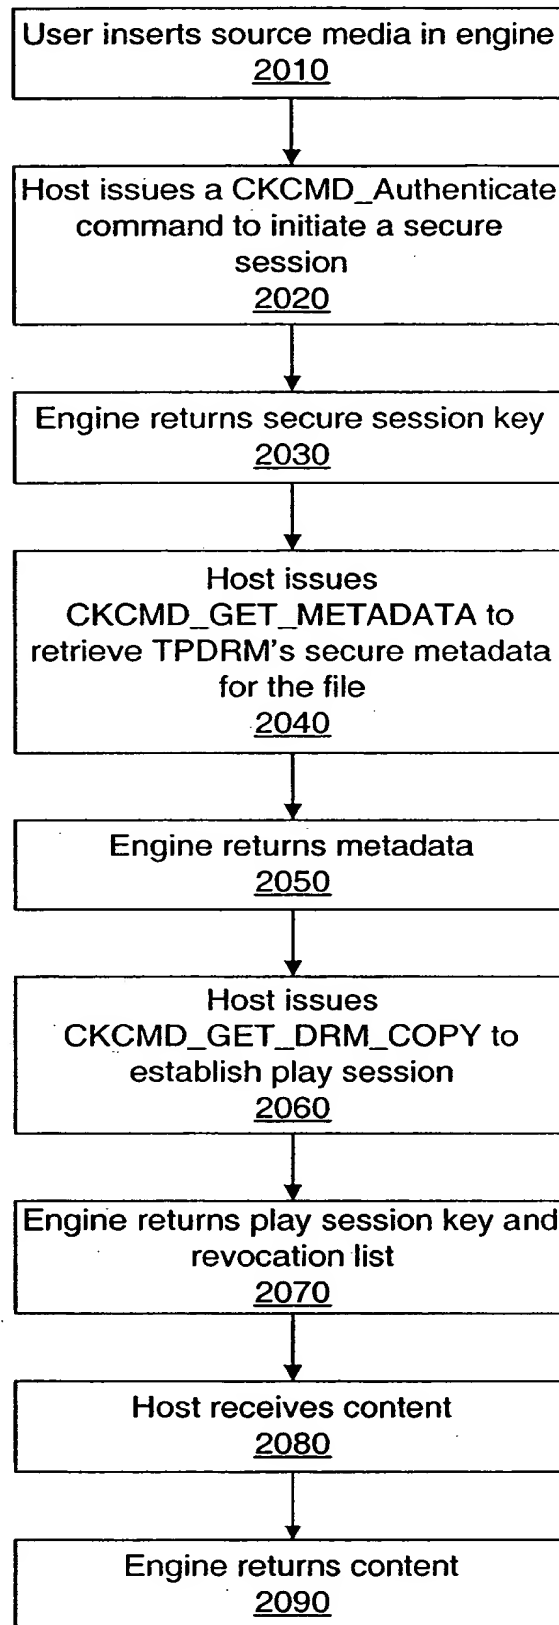 User inserts source media in engine
2010
Host issues a CKCMD_Authenticate
command to initiate a secure
session
2020
Engine returns secure session key
2030
Host issues
CKCMD_GET_METADATA to
retrieve TPDRM's secure metadata
for the file
2040
Engine returns metadata
2050
Host issues
CKCMD_GET_DRM_COPY to
establish play session
2060
Engine returns play session key and
revocation list
2070
Host receives content
2080
Engine returns content
2090